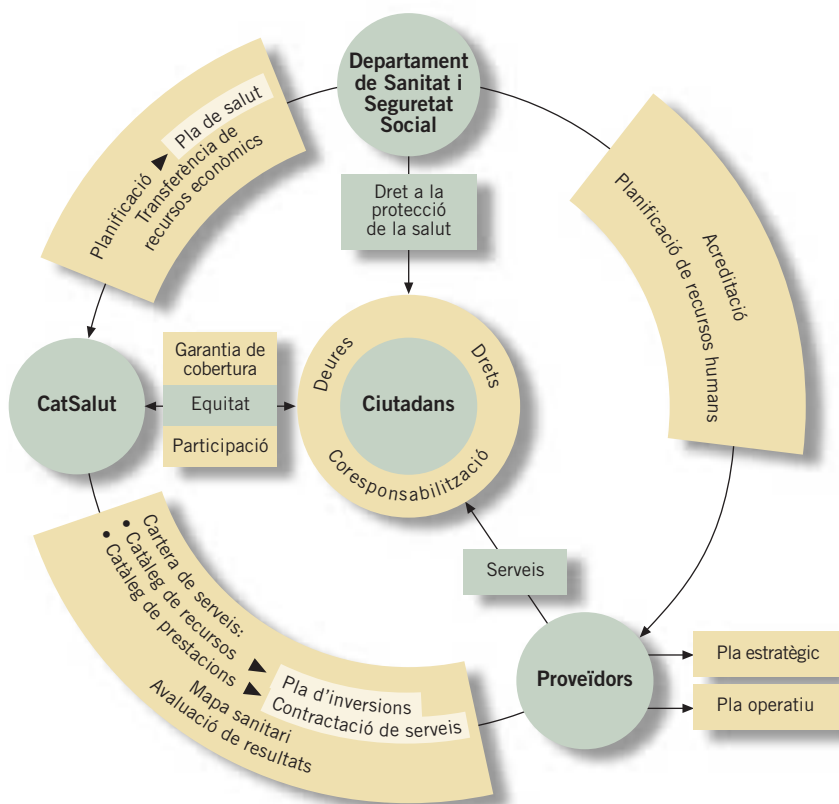 Departament
de Sanitat i
Seguretat
Social
Planificació ▶ Pla de salut
Transferència de
recursos econòmics
Dret a la
protecció
de la salut
Acreditació
Planificació de recursos humans
CatSalut
Garantia de
cobertura
Equitat
Participació
Deures
Drets
Ciutadans
Coresponsabilització
Cartera de serveis:
• Catàleg de recursos ▶ Pla d'inversions
• Catàleg de prestacions ▶ Contractació de serveis
Mapa sanitari
Avaluació de resultats
Serveis
Proveïdors
Pla estratègic
Pla operatiu